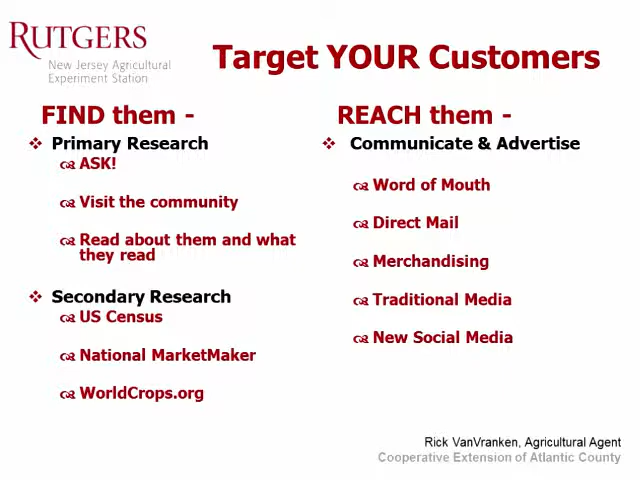 RUTGERS
New Jersey Agricultural
Experiment Station
Target YOUR Customers
FIND them -
Primary Research
ASK!
Visit the community
Read about them and what
they read
Secondary Research
US Census
National MarketMaker
WorldCrops.org
REACH them -
Communicate & Advertise
Word of Mouth
Direct Mail
Merchandising
Traditional Media
New Social Media
Rick VanVranken, Agricultural Agent
Cooperative Extension of Atlantic County